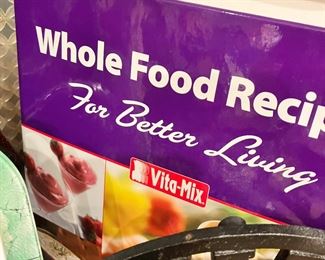 Whole Food Recip
For Better Living
Vita-Mix